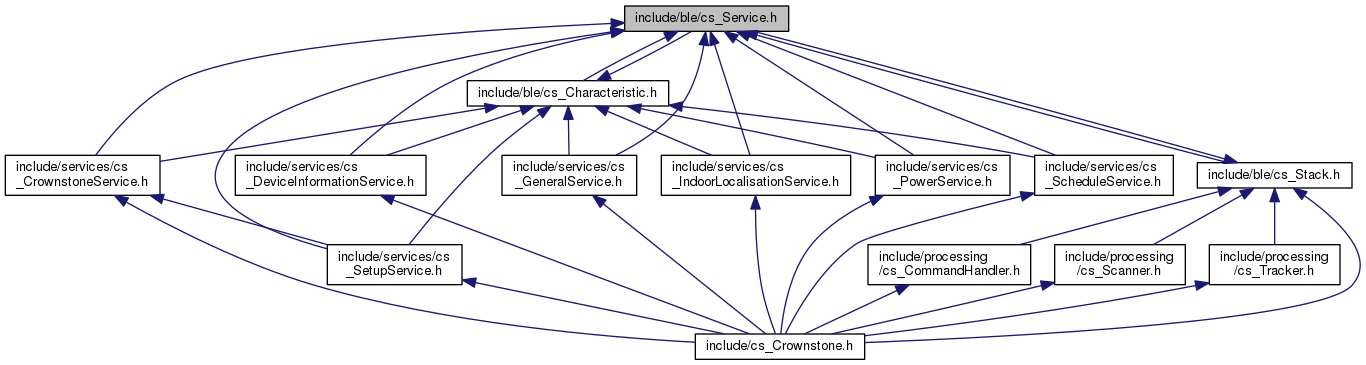 include/ble/cs_Service.h
include/ble/cs_Characteristic.h
include/services/cs
_CrownstoneService.h
include/services/cs
_DeviceInformationService.h
include/services/cs
_GeneralService.h
include/services/cs
_IndoorLocalisationService.h
include/services/cs
_PowerService.h
include/services/cs
_ScheduleService.h
include/ble/cs_Stack.h
include/services/cs
_SetupService.h
include/processing
/cs_CommandHandler.h
include/processing
/cs_Scanner.h
include/processing
/cs_Tracker.h
include/cs_Crownstone.h